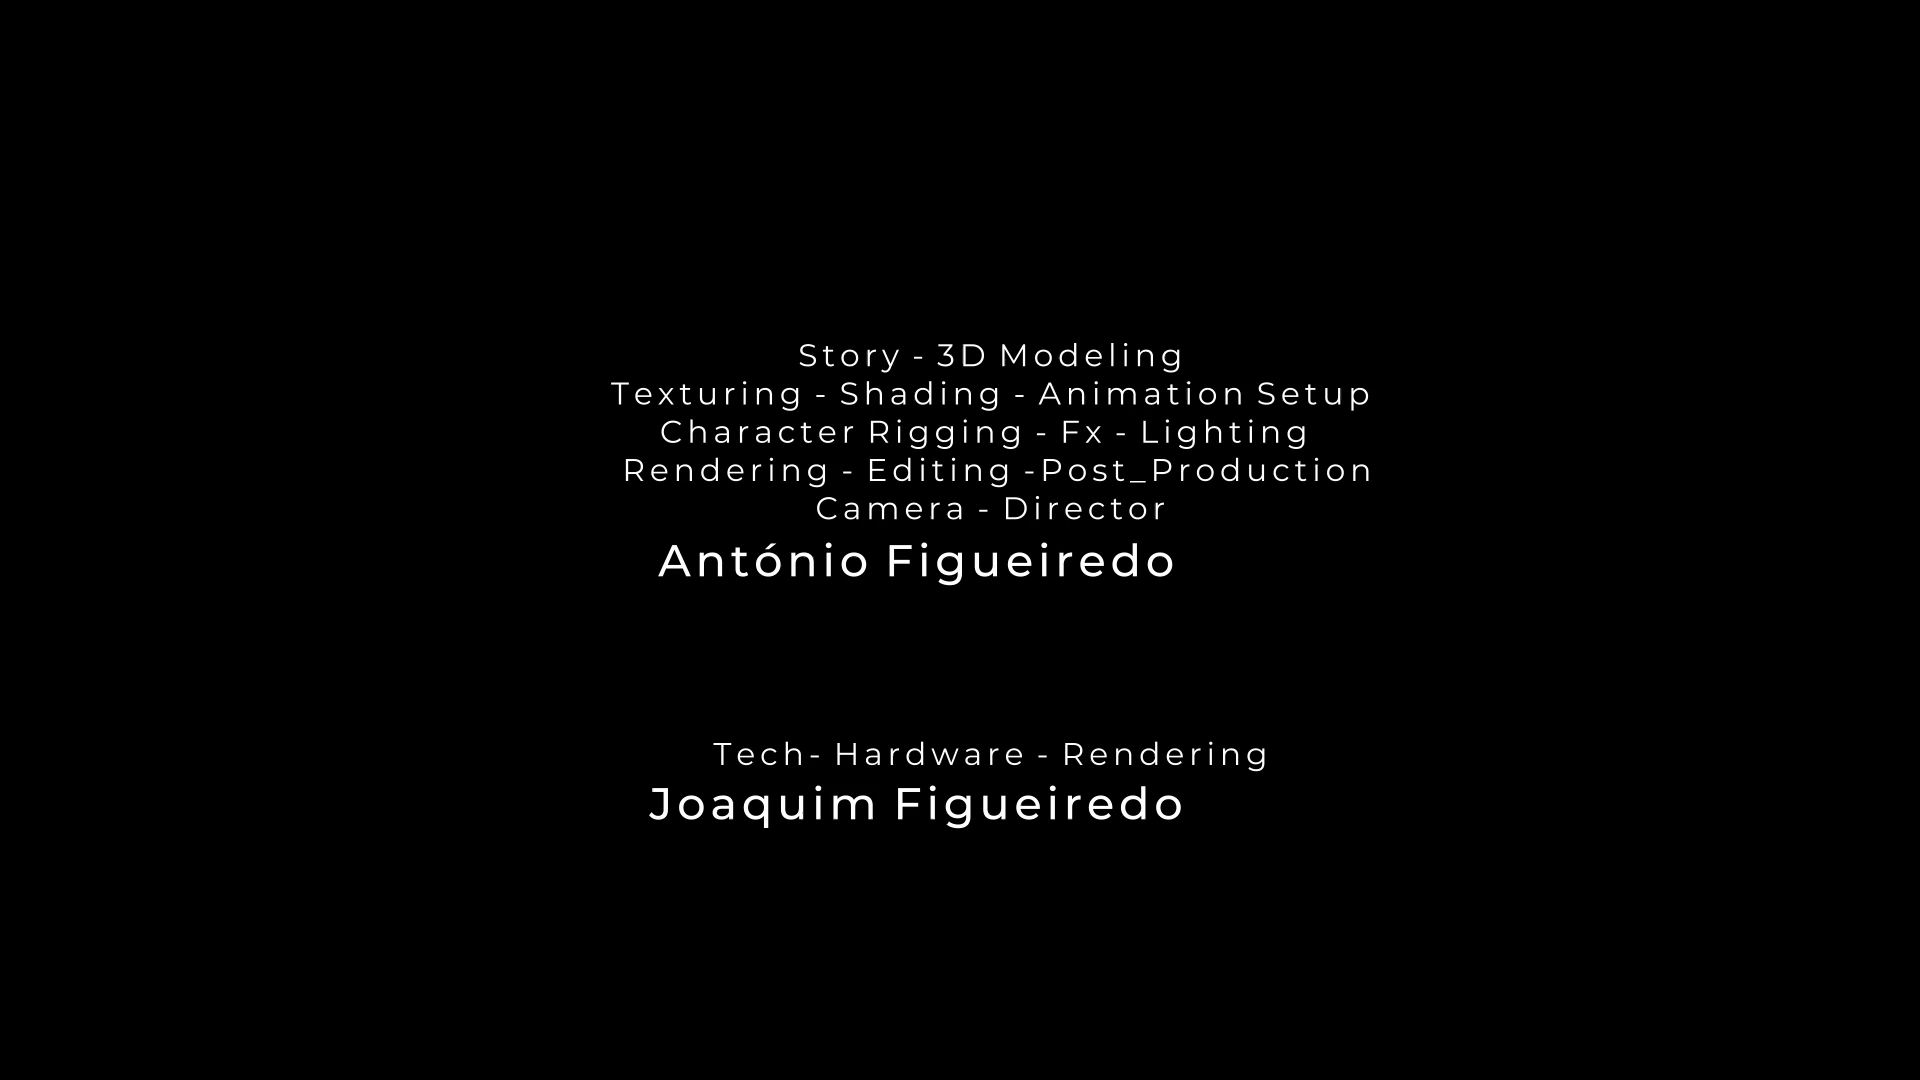 Story - 3D Modeling
Texturing - Shading - Animation Setup
Character Rigging - Fx - Lighting
Rendering - Editing -Post_Production
Camera - Director
António Figueiredo
Tech- Hardware - Rendering
Joaquim Figueiredo